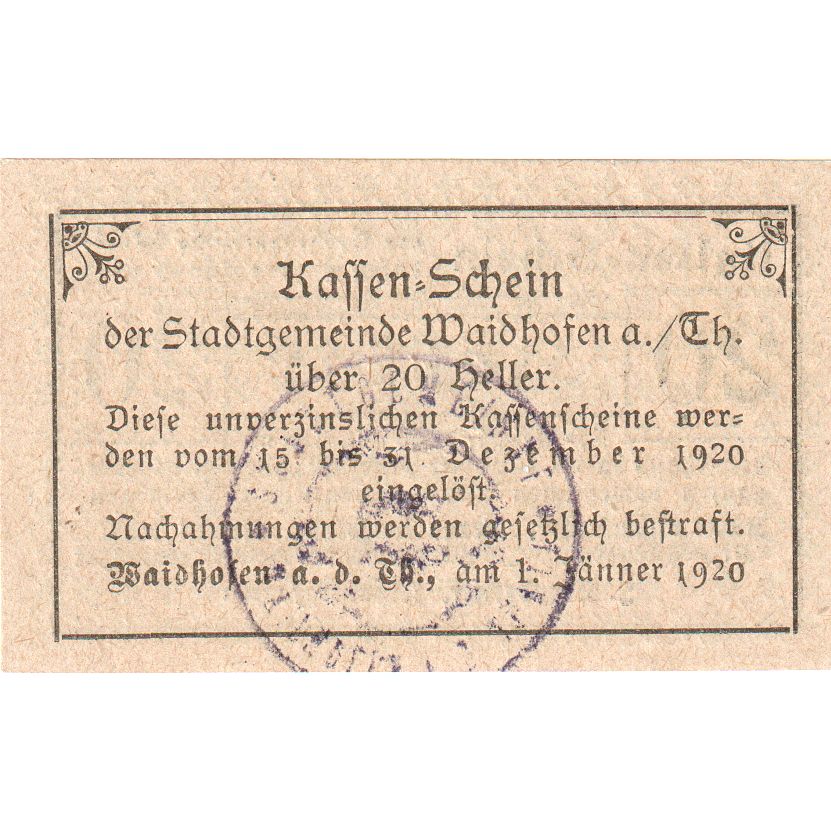 Kassen-Schein
der Stadtgemeinde Waidhofen a./Th.
über 20 Heller.
Diese unverzinslichen Kassenscheine wer-
den vom 15 bis 31 Dezember 1920
eingelöst.
Nachahmungen werden gesetzlich bestraft.
Waidhofen a. d. Th., am 1. Jänner 1920